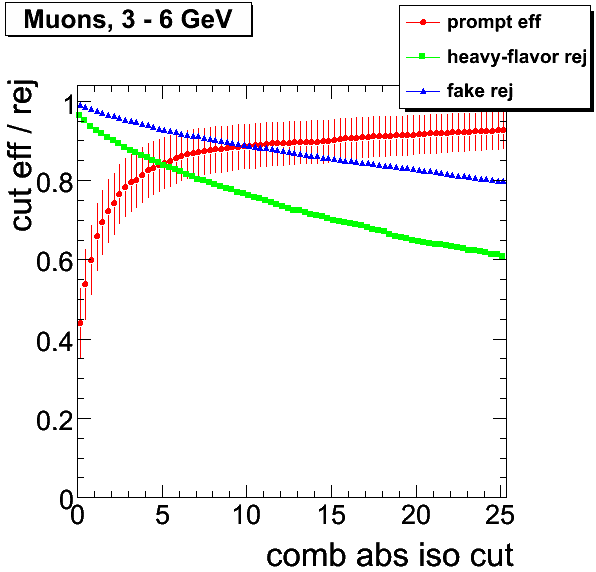 Muons, 3 - 6 GeV
prompt eff
heavy-flavor rej
fake rej
cut eff / rej
1
0.8
0.6
0.4
0.2
0
0 5 10 15 20 25
comb abs iso cut